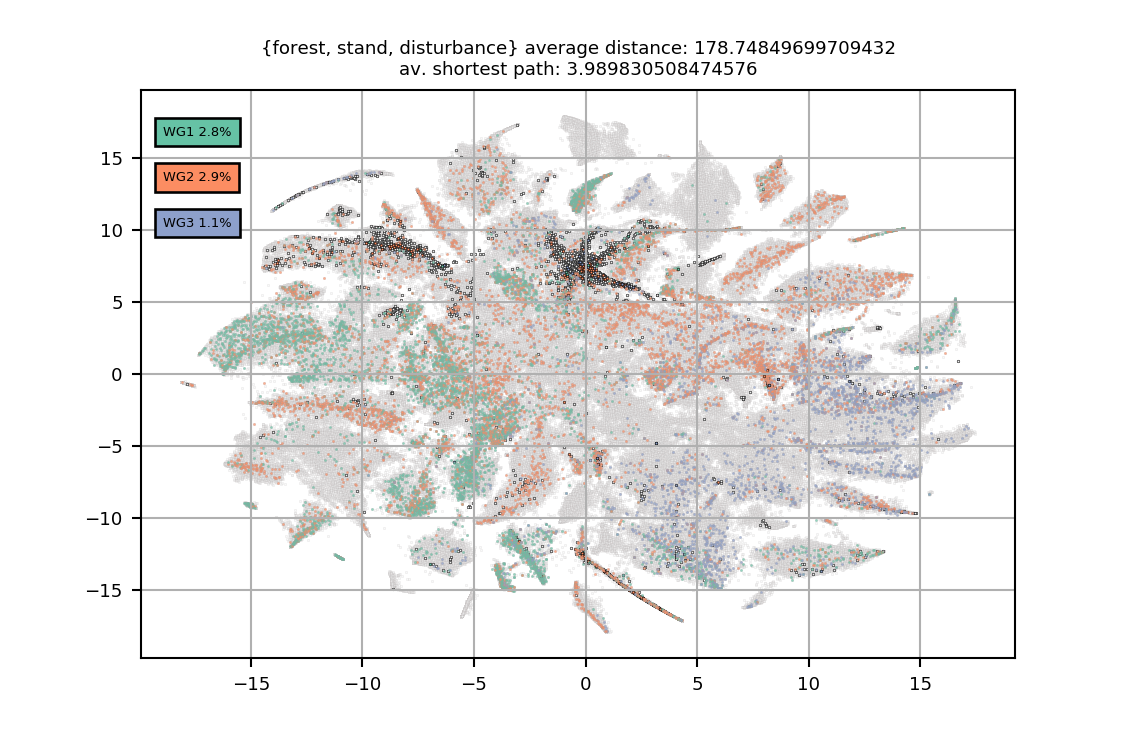 {forest, stand, disturbance} average distance: 178.74849699709432
av. shortest path: 3.989830508474576
WG1 2.8%
WG2 2.9%
WG3 1.1%
15
10
5
0
−5
−10
−15
−15 −10 −5 0 5 10 15